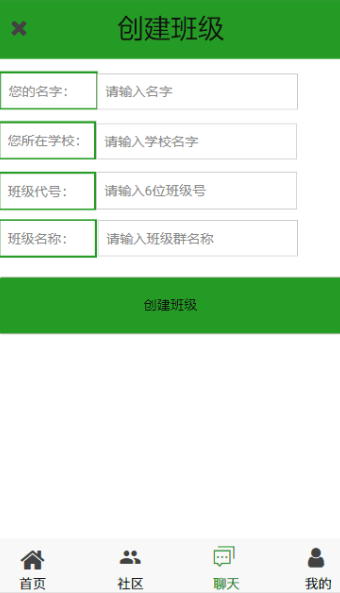 创建班级
您的名字： 请输入名字
您所在学校： 请输入学校名字
班级代号： 请输入6位班级号
班级名称： 请输入班级群名称
创建班级
首页 社区 聊天 我的